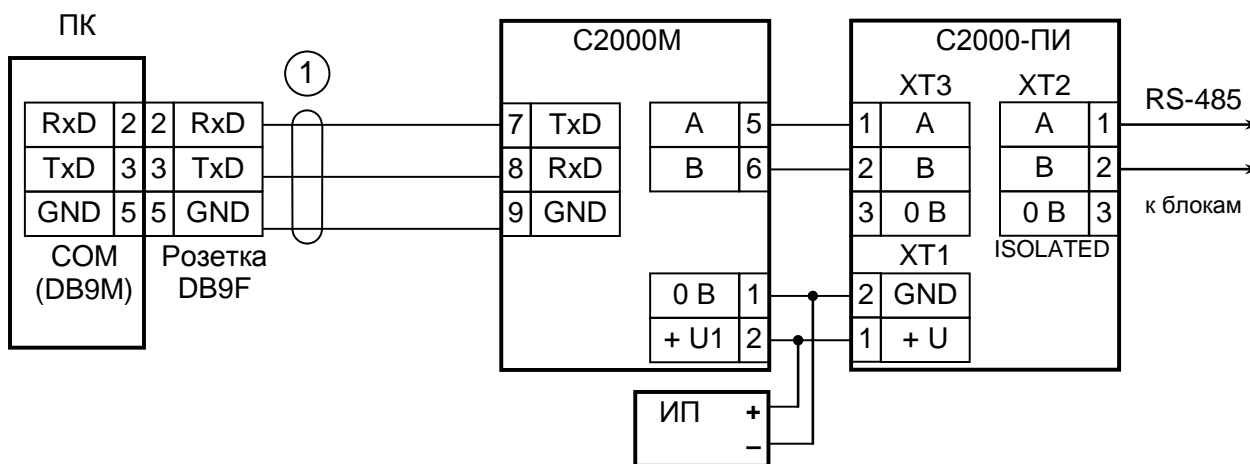 ПК
С2000М
С2000-ПИ
1
XT3
XT2
RS-485
RxD 2 2 RxD
7 TxD
A 5
1 A
A 1
TxD 3 3 TxD
8 RxD
B 6
2 B
B 2
GND 5 5 GND
9 GND
3 0 В
0 В 3
к блокам
COM
(DB9M)
Розетка
DB9F
XT1
ISOLATED
0 В 1
2 GND
+ U1 2
1 + U
ИП +
–